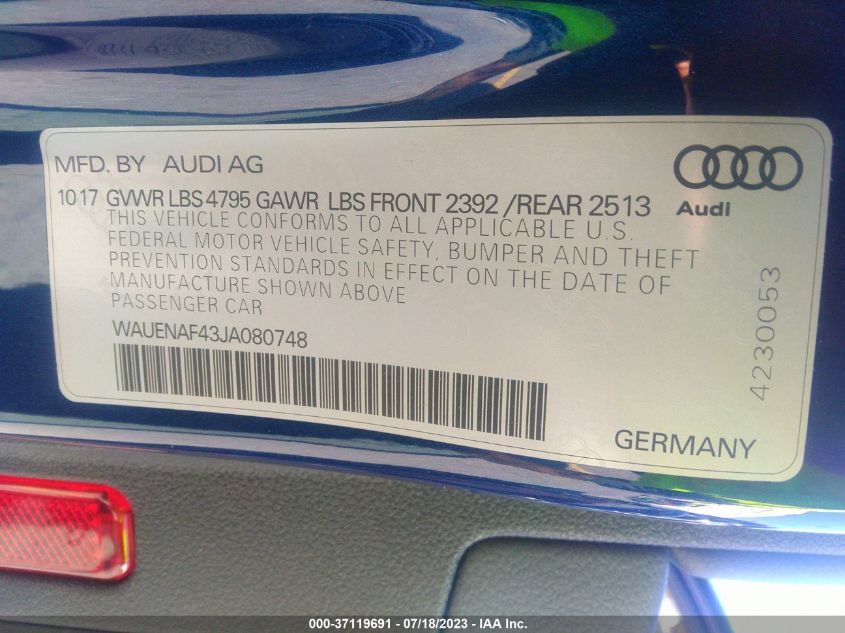 MFD. BY AUDI AG
Audi
10 17 GVWR LBS 4795 GAWR LBS FRONT 2392 /REAR 2513
THIS VEHICLE CONFORMS TO ALL APPLICABLE U.S.
FEDERAL MOTOR VEHICLE SAFETY, BUMPER AND THEFT
PREVENTION STANDARDS IN EFFECT ON THE DATE OF
MANUFACTURE SHOWN ABOVE
PASSENGER CAR
WAUENAF43JA080748
4230053
GERMANY
000-37119691 - 07/18/2023 - IAA Inc.